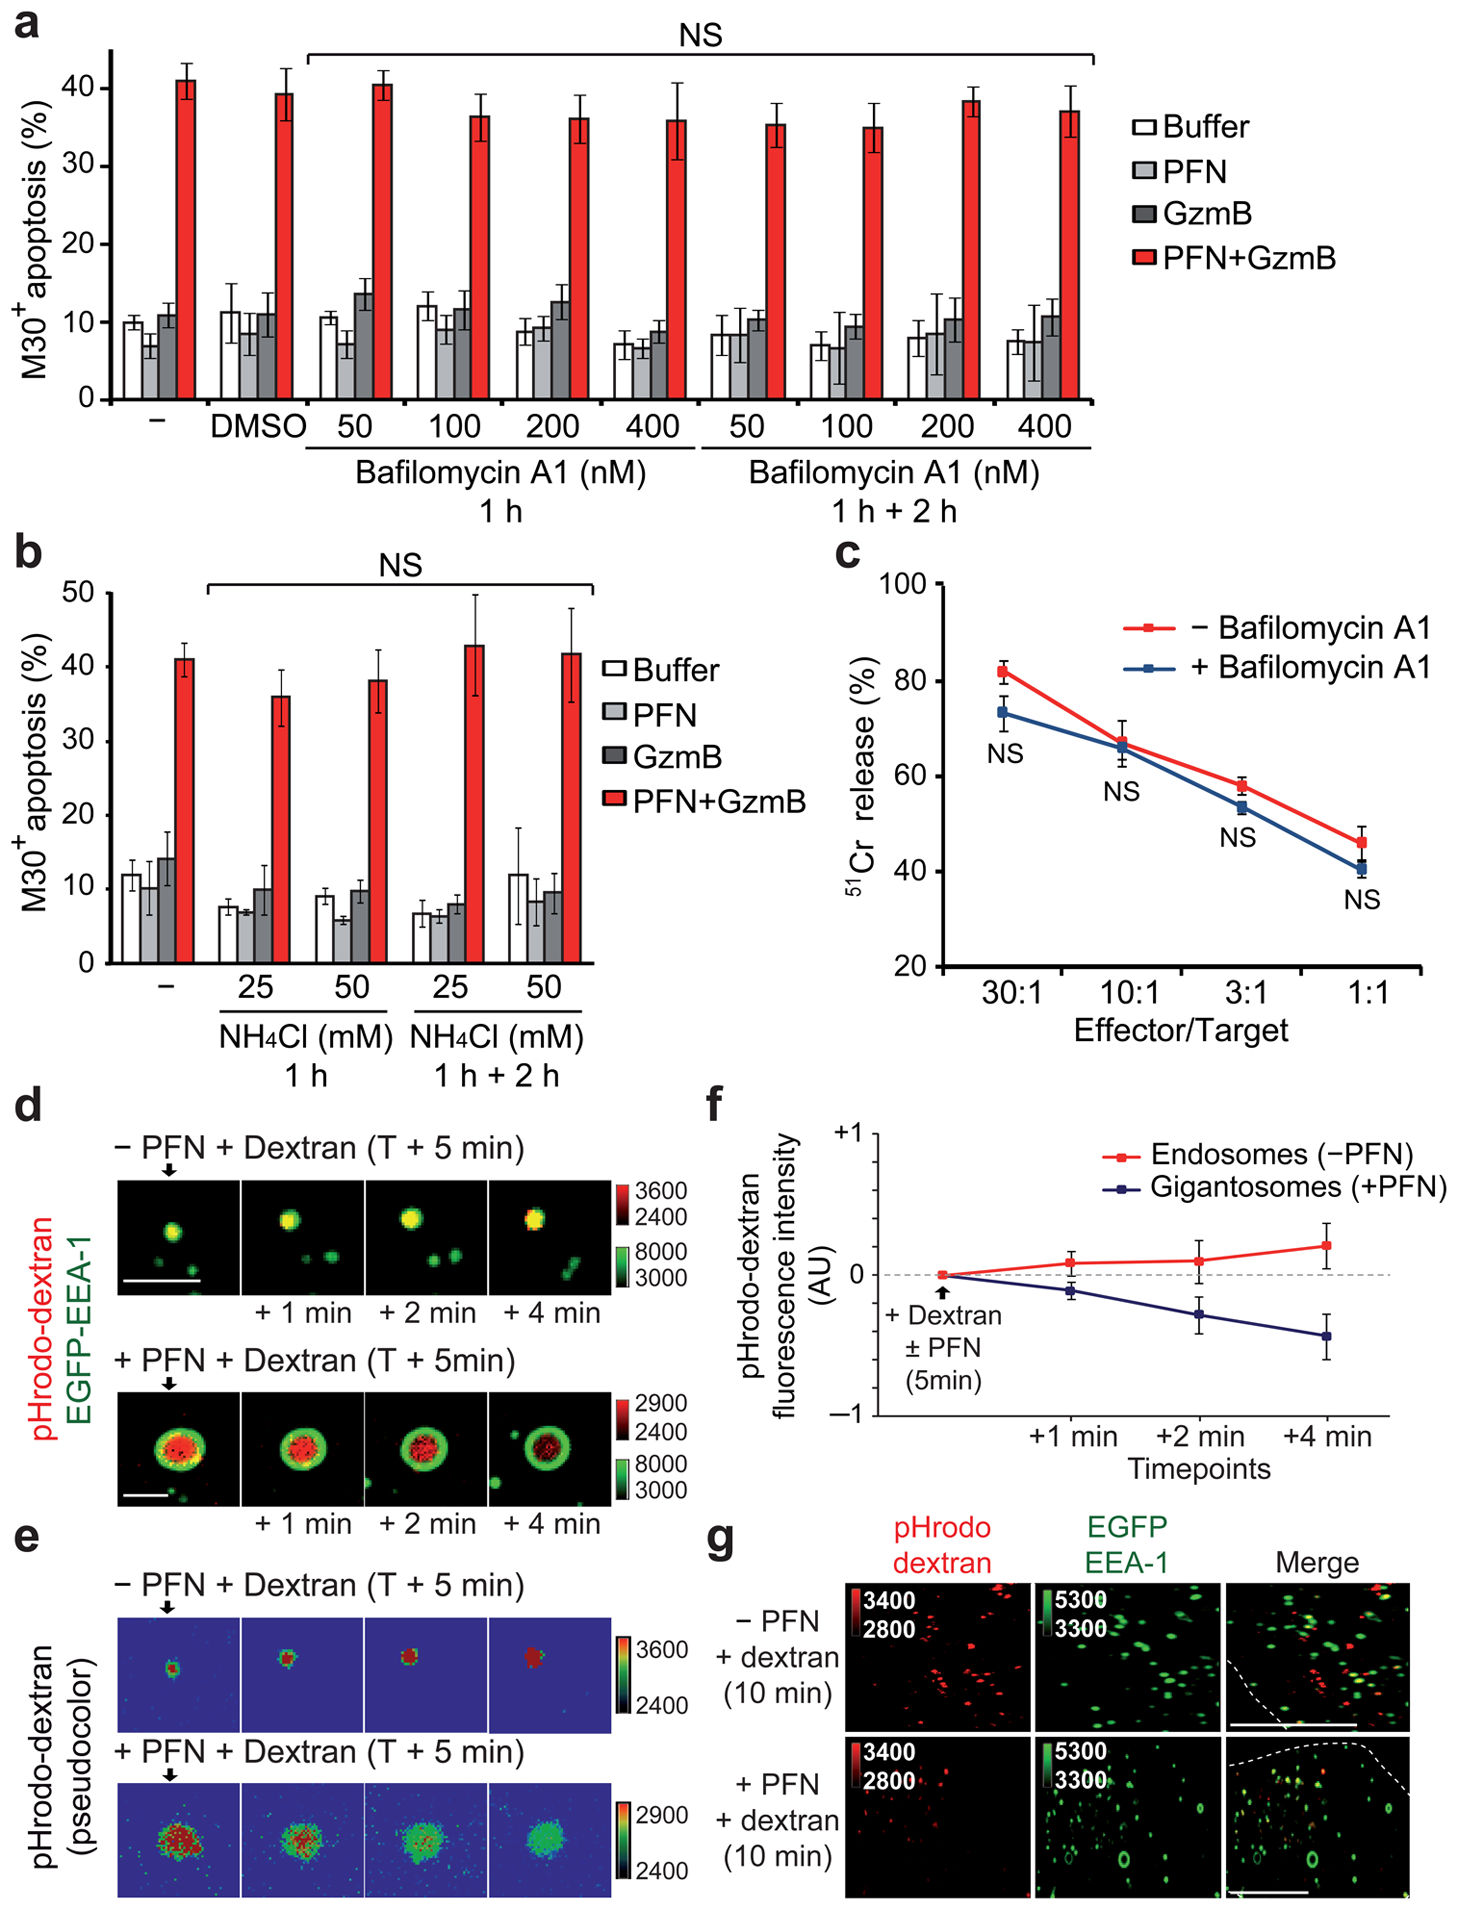 a
NS
M30+ apoptosis (%)
40
30
20
10
0
Buffer
PFN
GzmB
PFN+GzmB
− DMSO 50 100 200 400 50 100 200 400
Bafilomycin A1 (nM) Bafilomycin A1 (nM)
1 h 1 h + 2 h
b
NS
M30+ apoptosis (%)
50
40
30
20
10
0
Buffer
PFN
GzmB
PFN+GzmB
− 25 50 25 50
NH4Cl (mM) NH4Cl (mM)
1 h 1 h + 2 h
c
51Cr release (%)
100
80
60
40
20
− Bafilomycin A1
+ Bafilomycin A1
NS
NS
NS
NS
30:1 10:1 3:1 1:1
Effector/Target
d
pHrodo-dextran
EGFP-EEA-1
− PFN + Dextran (T + 5 min)
3600
2400
8000
3000
+ 1 min + 2 min + 4 min
+ PFN + Dextran (T + 5min)
2900
2400
8000
3000
+ 1 min + 2 min + 4 min
e
pHrodo-dextran
(pseudocolor)
− PFN + Dextran (T + 5 min)
3600
2400
+ PFN + Dextran (T + 5 min)
2900
2400
f
pHrodo-dextran
fluorescence intensity
(AU)
+1
0
−1
Endosomes (−PFN)
Gigantosomes (+PFN)
+ Dextran
± PFN
(5min)
+1 min +2 min +4 min
Timepoints
g
pHrodo EGFP
dextran EEA-1 Merge
− PFN
+ dextran
(10 min)
3400
2800
5300
3300
+ PFN
+ dextran
(10 min)
3400
2800
5300
3300